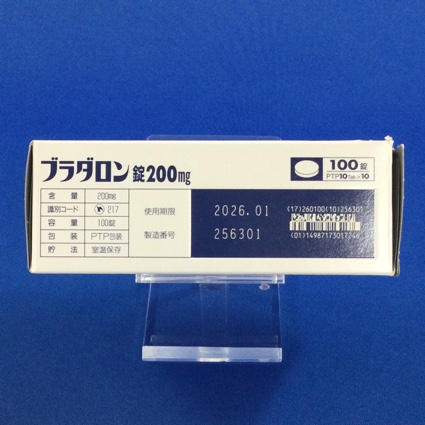 ブラダロン錠200mg
100錠
PTP10Tab×10
含量 200mg
識別コード 217
容量 100錠
包装 PTP包装
貯法 室温保存
使用期限 2026.01
製造番号 256301
(17)260100(10)256301